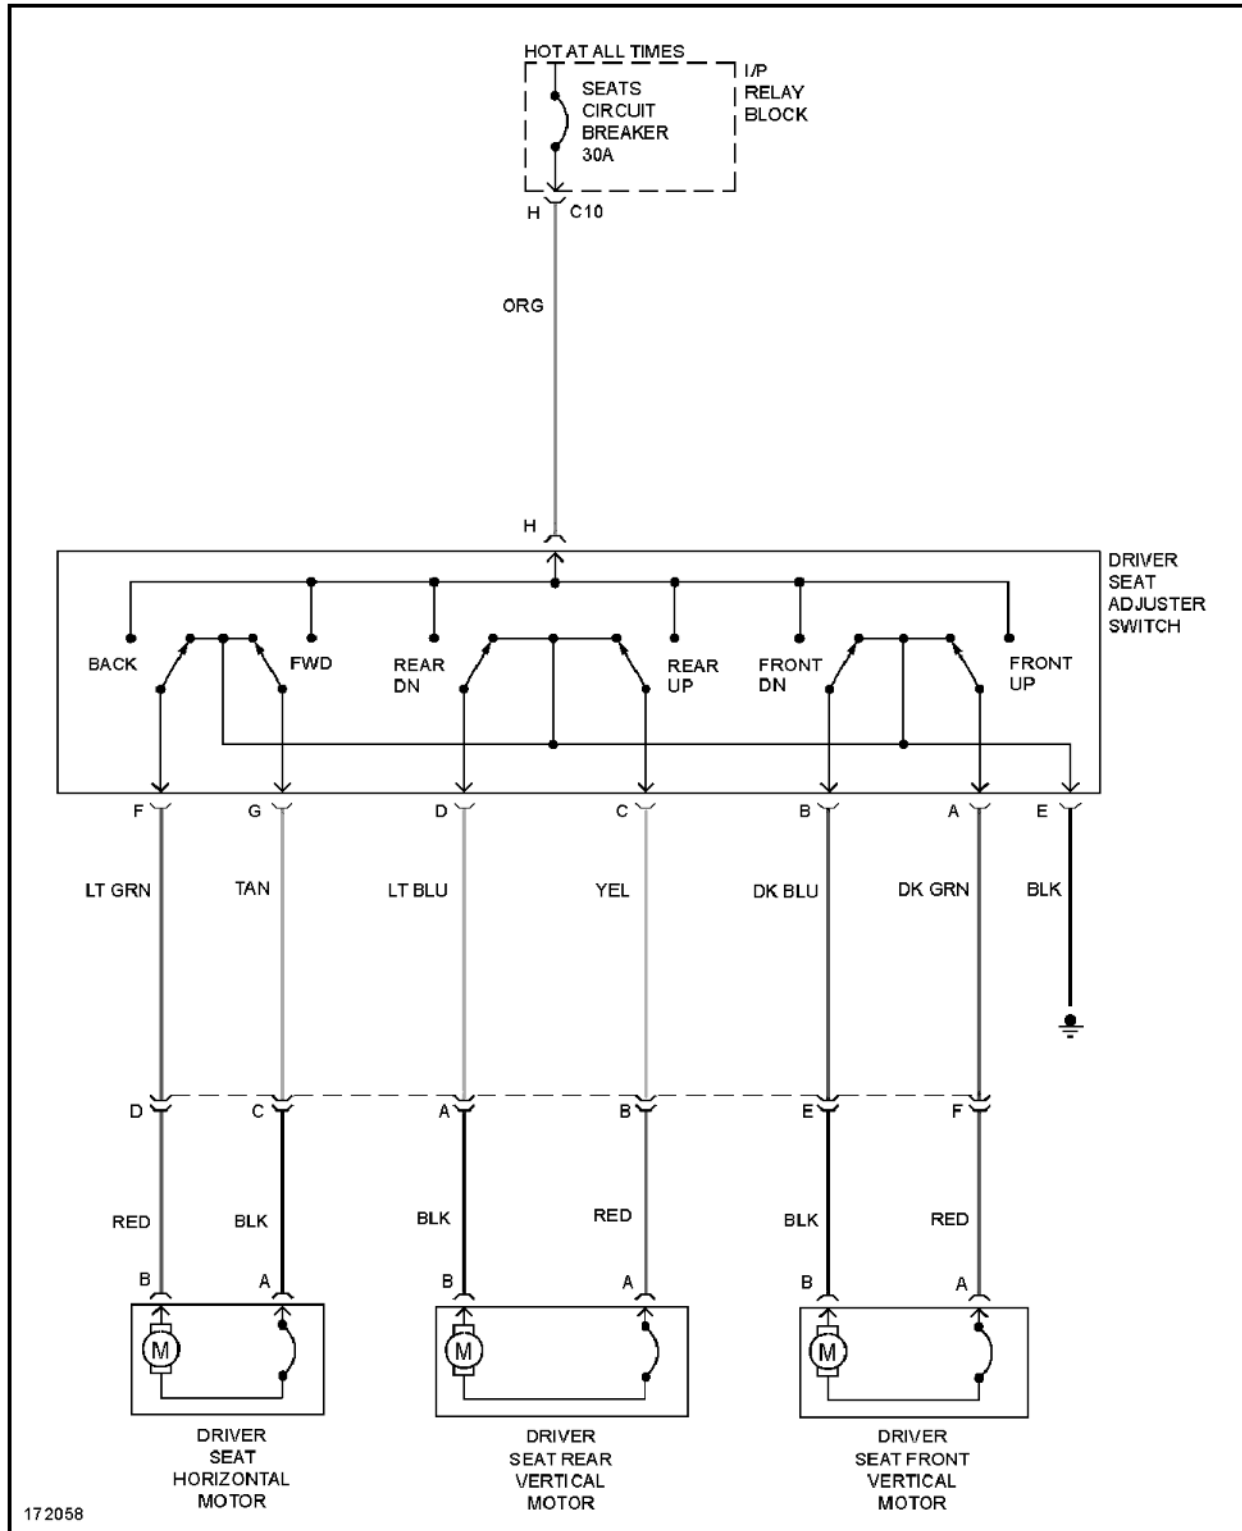 HOT AT ALL TIMES
SEATS
CIRCUIT
BREAKER
30A
I/P
RELAY
BLOCK
H C10
ORG
H
DRIVER
SEAT
ADJUSTER
SWITCH
BACK
FWD
REAR
DN
REAR
UP
FRONT
DN
FRONT
UP
F G D C B A E
LT GRN TAN LT BLU YEL DK BLU DK GRN BLK
D C A B E F
RED BLK BLK RED BLK RED
B A B A B A
M M M
DRIVER
SEAT
HORIZONTAL
MOTOR
DRIVER
SEAT REAR
VERTICAL
MOTOR
DRIVER
SEAT FRONT
VERTICAL
MOTOR
172058